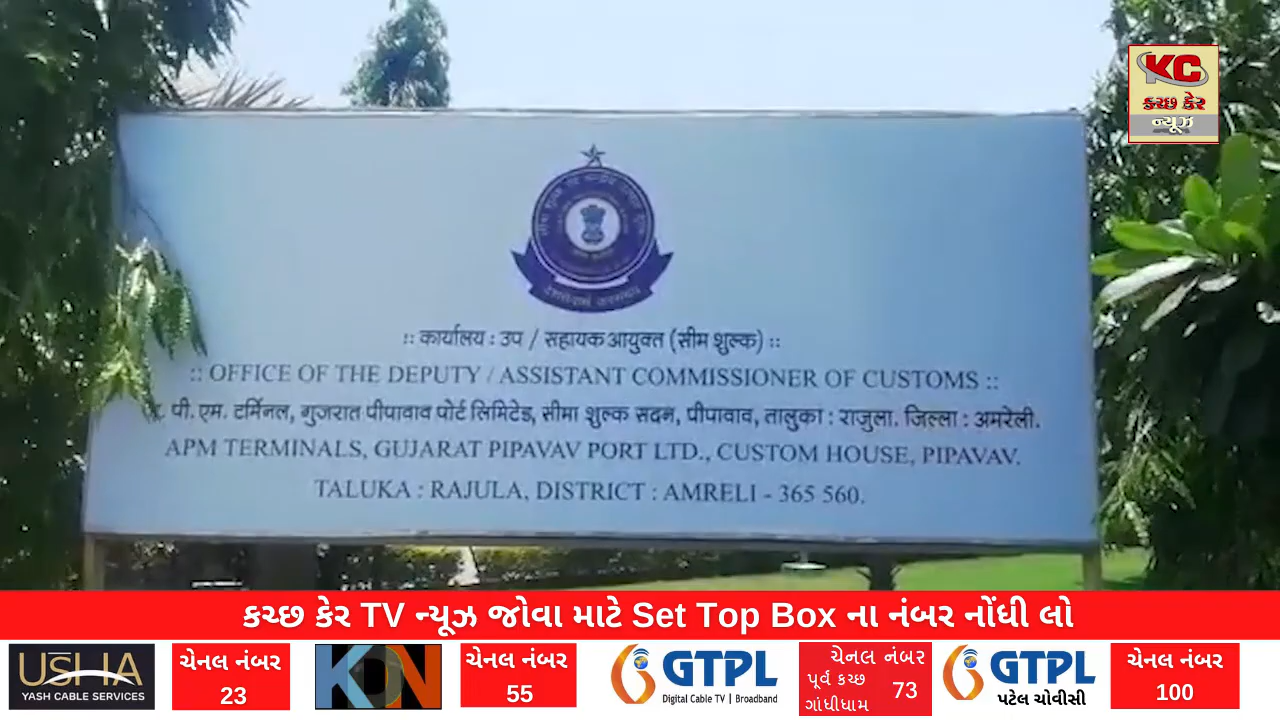 KC
કચ્છ કેર
ન્યૂઝ
:: कार्यालय : उप / सहायक आयुक्त (सीम शुल्क) ::
:: OFFICE OF THE DEPUTY / ASSISTANT COMMISSIONER OF CUSTOMS ::
पी. एम. टर्मिनल, गुजरात पीपावाव पोर्ट लिमिटेड, सीमा शुल्क सदन, पीपावाव, तालुका : राजुला. जिल्ला : अमरेली.
APM TERMINALS, GUJARAT PIPAVAV PORT LTD., CUSTOM HOUSE, PIPAVAV.
TALUKA : RAJULA, DISTRICT : AMRELI - 365 560.
કચ્છ કેર TV ન્યૂઝ જોવા માટે Set Top Box ના નંબર નોંધી લો
USHA
YASH CABLE SERVICES
ચેનલ નંબર
23
KDN
ચેનલ નંબર
55
GTPL
Digital Cable TV | Broadband
ચેનલ નંબર
પૂર્વ કચ્છ
ગાંધીધામ
73
GTPL
પટેલ ચોવીસી
ચેનલ નંબર
100